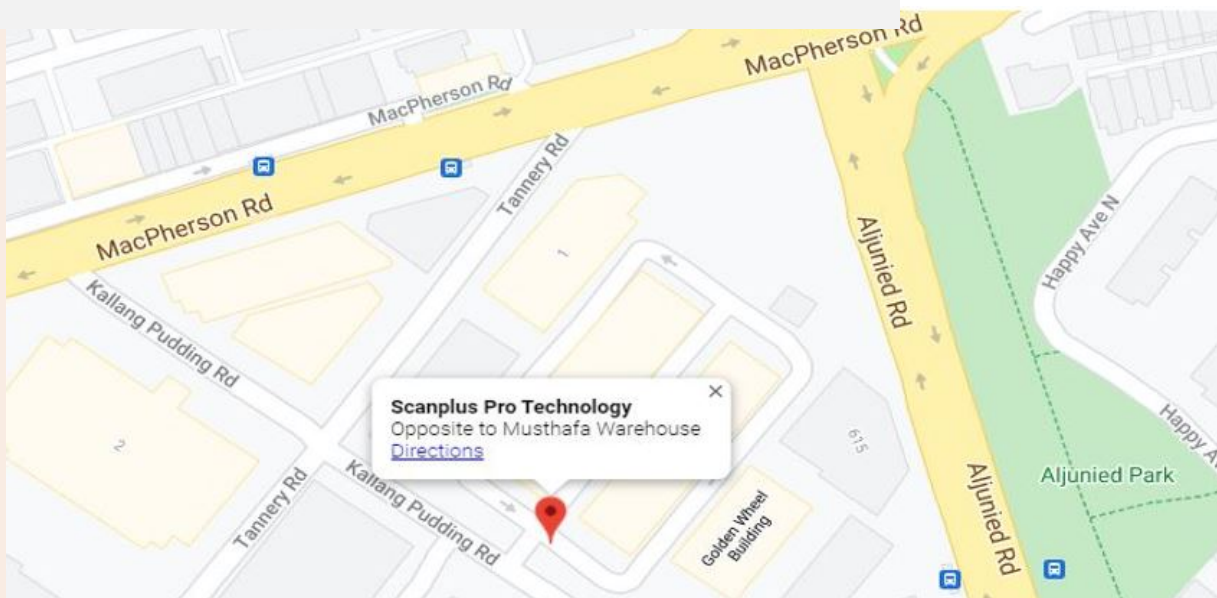 MacPherson Rd
MacPherson Rd
MacPherson Rd
Tannery Rd
Kallang Pudding Rd
1
2
Aljunied Rd
Happy Ave N
Scanplus Pro Technology
Opposite to Musthafa Warehouse
Directions
615
Happy Av
Aljunied Park
Tannery Rd
Kallang Pudding Rd
Golden Wheel
Building
Aljunied Rd